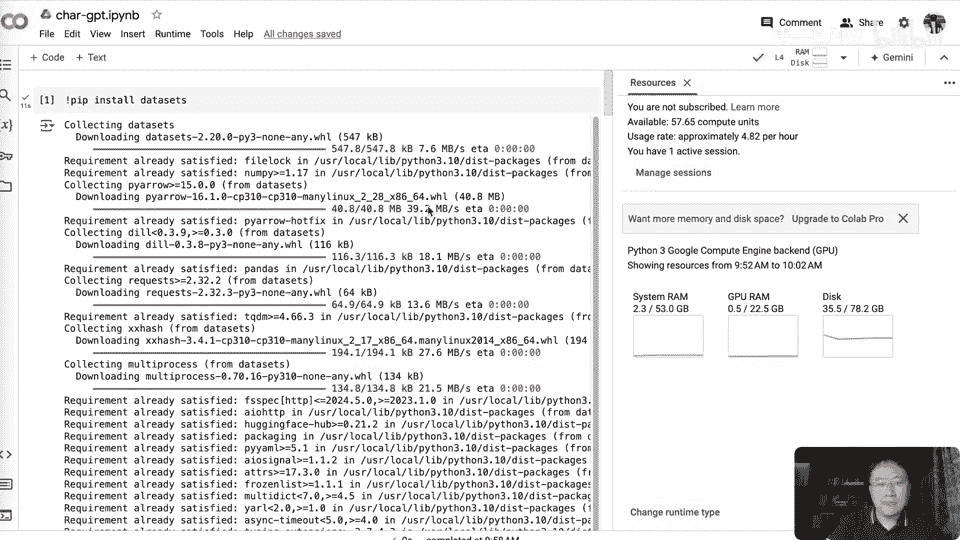 char-gpt.ipynb
Comment
Share
File Edit View Insert Runtime Tools Help All changes saved
+ Code + Text
L4
RAM
Disk
Gemini
[1] !pip install datasets
11s
Collecting datasets
Downloading datasets-2.20.0-py3-none-any.whl (547 kB)
547.8/547.8 kB 7.6 MB/s eta 0:00:00
Requirement already satisfied: filelock in /usr/local/lib/python3.10/dist-packages (from da
Requirement already satisfied: numpy>=1.17 in /usr/local/lib/python3.10/dist-packages (from
Collecting pyarrow>=15.0.0 (from datasets)
Downloading pyarrow-16.1.0-cp310-cp310-manylinux_2_28_x86_64.whl (40.8 MB)
40.8/40.8 MB 39.2 MB/s eta 0:00:00
Requirement already satisfied: pyarrow-hotfix in /usr/local/lib/python3.10/dist-packages (f
Collecting dill<0.3.9,>=0.3.0 (from datasets)
Downloading dill-0.3.8-py3-none-any.whl (116 kB)
116.3/116.3 kB 18.1 MB/s eta 0:00:00
Requirement already satisfied: pandas in /usr/local/lib/python3.10/dist-packages (from data
Collecting requests>=2.32.2 (from datasets)
Downloading requests-2.32.3-py3-none-any.whl (64 kB)
64.9/64.9 kB 13.6 MB/s eta 0:00:00
Requirement already satisfied: tqdm>=4.66.3 in /usr/local/lib/python3.10/dist-packages (fro
Collecting xxhash (from datasets)
Downloading xxhash-3.4.1-cp310-cp310-manylinux_2_17_x86_64.manylinux2014_x86_64.whl (194
194.1/194.1 kB 27.6 MB/s eta 0:00:00
Collecting multiprocess (from datasets)
Downloading multiprocess-0.70.16-py310-none-any.whl (134 kB)
134.8/134.8 kB 21.5 MB/s eta 0:00:00
Requirement already satisfied: fsspec[http]<=2024.5.0,>=2023.1.0 in /usr/local/lib/python3.
Requirement already satisfied: aiohttp in /usr/local/lib/python3.10/dist-packages (from dat
Requirement already satisfied: huggingface-hub>=0.21.2 in /usr/local/lib/python3.10/dist-pa
Requirement already satisfied: packaging in /usr/local/lib/python3.10/dist-packages (from d
Requirement already satisfied: pyyaml>=5.1 in /usr/local/lib/python3.10/dist-packages (from
Requirement already satisfied: aiosignal>=1.1.2 in /usr/local/lib/python3.10/dist-packages
Requirement already satisfied: attrs>=17.3.0 in /usr/local/lib/python3.10/dist-packages (fr
Requirement already satisfied: frozenlist>=1.1.1 in /usr/local/lib/python3.10/dist-packages
Requirement already satisfied: multidict<7.0,>=4.5 in /usr/local/lib/python3.10/dist-packag
Requirement already satisfied: yarl<2.0,>=1.0 in /usr/local/lib/python3.10/dist-packages (f
Requirement already satisfied: async-timeout<5.0,>=4.0 in /usr/local/lib/python3.10/dist-pa
completed at 9:58 AM
Resources
You are not subscribed. Learn more
Available: 57.65 compute units
Usage rate: approximately 4.82 per hour
You have 1 active session.
Manage sessions
Want more memory and disk space? Upgrade to Colab Pro
Python 3 Google Compute Engine backend (GPU)
Showing resources from 9:52 AM to 10:02 AM
System RAM GPU RAM Disk
2.3 / 53.0 GB 0.5 / 22.5 GB 35.5 / 78.2 GB
Change runtime type